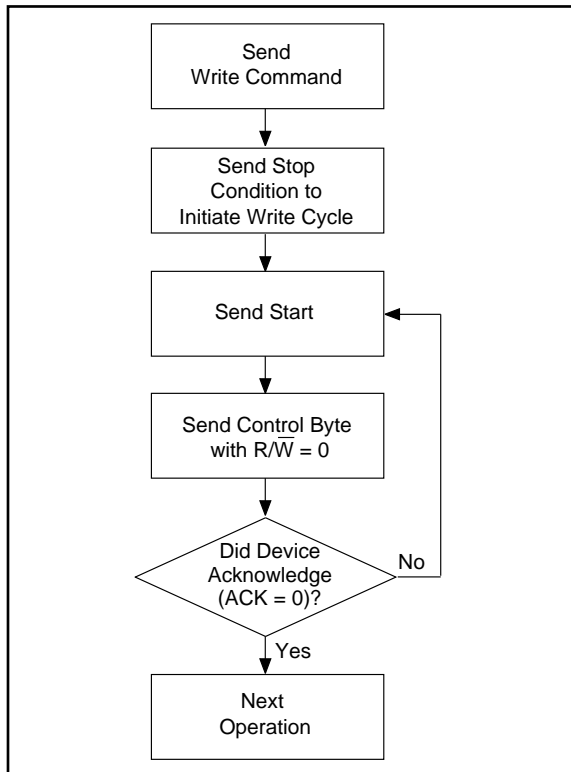 Send
Write Command
Send Stop
Condition to
Initiate Write Cycle
Send Start
Send Control Byte
with R/W̅ = 0
Did Device
Acknowledge
(ACK = 0)?
No
Yes
Next
Operation